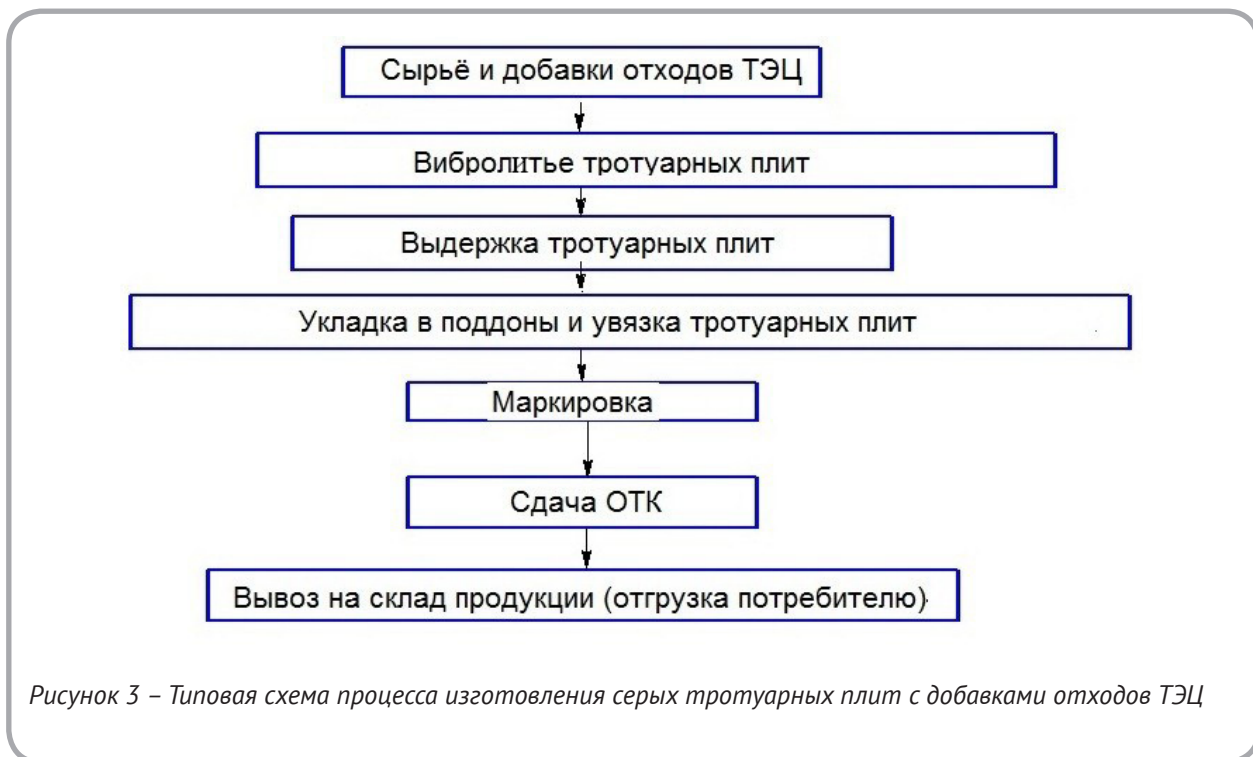 Сырьё и добавки отходов ТЭЦ
Вибролитье тротуарных плит
Выдержка тротуарных плит
Укладка в поддоны и увязка тротуарных плит
Маркировка
Сдача ОТК
Вывоз на склад продукции (отгрузка потребителю)
Рисунок 3 – Типовая схема процесса изготовления серых тротуарных плит с добавками отходов ТЭЦ